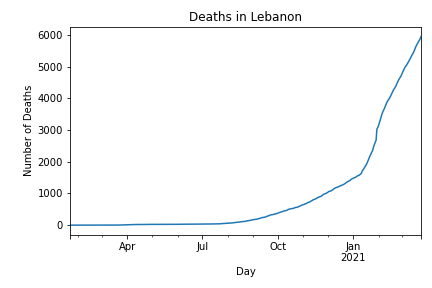 Deaths in Lebanon
6000
5000
4000
3000
2000
1000
0
Number of Deaths
Apr
Jul
Oct
Jan
2021
Day